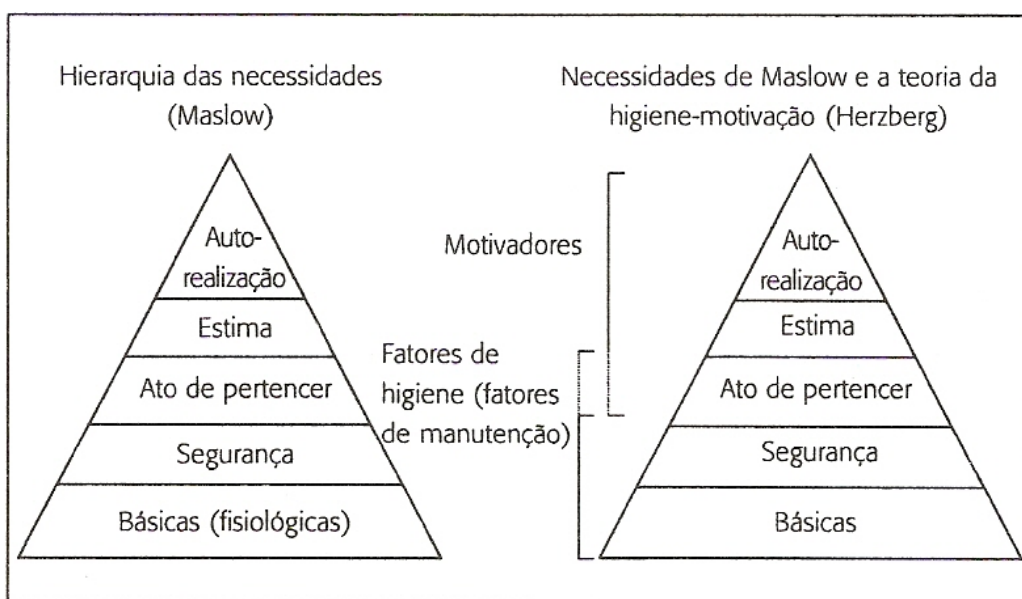 Hierarquia das necessidades
(Maslow)
Auto-
realização
Estima
Ato de pertencer
Segurança
Básicas (fisiológicas)
Necessidades de Maslow e a teoria da
higiene-motivação (Herzberg)
Motivadores
Fatores de
higiene (fatores
de manutenção)
Auto-
realização
Estima
Ato de pertencer
Segurança
Básicas